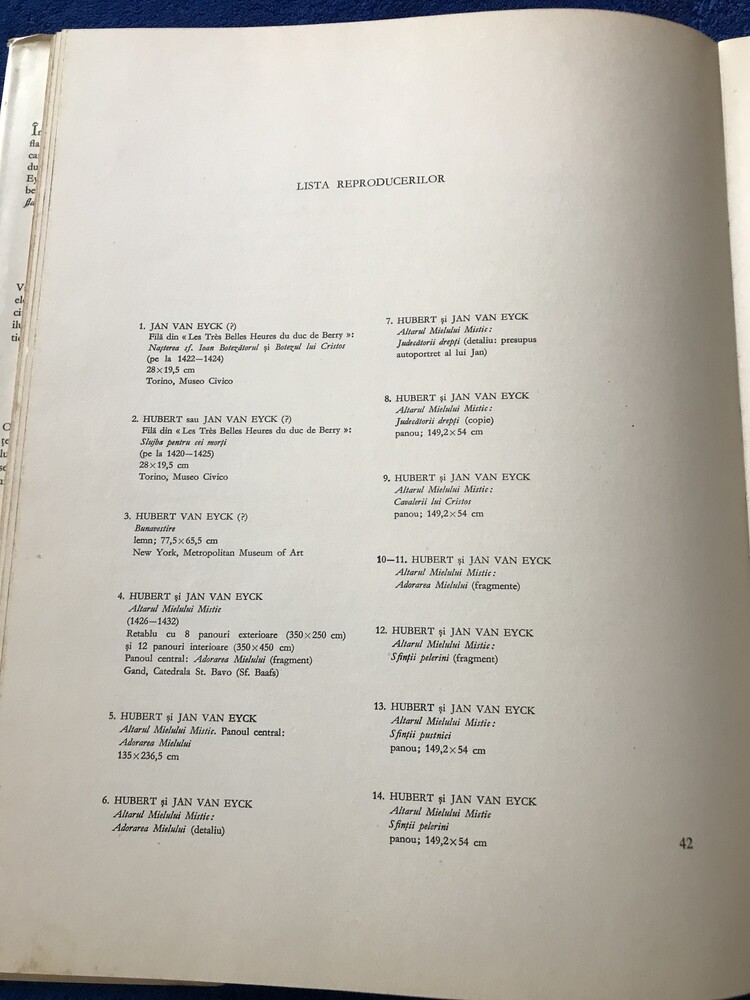 LISTA REPRODUCERILOR
1. JAN VAN EYCK (?)
Filă din « Les Très Belles Heures du duc de Berry »:
Nașterea sf. Ioan Botezătorul și Botezul lui Cristos
(pe la 1422—1424)
28×19,5 cm
Torino, Museo Civico
2. HUBERT sau JAN VAN EYCK (?)
Filă din « Les Très Belles Heures du duc de Berry »:
Slujba pentru cei morți
(pe la 1420—1425)
28×19,5 cm
Torino, Museo Civico
3. HUBERT VAN EYCK (?)
Bunavestire
lemn; 77,5×65,5 cm
New York, Metropolitan Museum of Art
4. HUBERT și JAN VAN EYCK
Altarul Mielului Mistic
(1426—1432)
Retablu cu 8 panouri exterioare (350×250 cm)
și 12 panouri interioare (350×450 cm)
Panoul central: Adorarea Mielului (fragment)
Gand, Catedrala St. Bavo (Sf. Baafs)
5. HUBERT și JAN VAN EYCK
Altarul Mielului Mistic. Panoul central:
Adorarea Mielului
135×236,5 cm
6. HUBERT și JAN VAN EYCK
Altarul Mielului Mistic:
Adorarea Mielului (detaliu)
7. HUBERT și JAN VAN EYCK
Altarul Mielului Mistic:
Judecătorii drepți (detaliu: presupus
autoportret al lui Jan)
8. HUBERT și JAN VAN EYCK
Altarul Mielului Mistic:
Judecătorii drepți (copie)
panou; 149,2×54 cm
9. HUBERT și JAN VAN EYCK
Altarul Mielului Mistic:
Cavalerii lui Cristos
panou; 149,2×54 cm
10—11. HUBERT și JAN VAN EYCK
Altarul Mielului Mistic:
Adorarea Mielului (fragmente)
12. HUBERT și JAN VAN EYCK
Altarul Mielului Mistic:
Sfinții pelerini (fragment)
13. HUBERT și JAN VAN EYCK
Altarul Mielului Mistic:
Sfinții pustnici
panou; 149,2×54 cm
14. HUBERT și JAN VAN EYCK
Altarul Mielului Mistic
Sfinții pelerini
panou; 149,2×54 cm
42